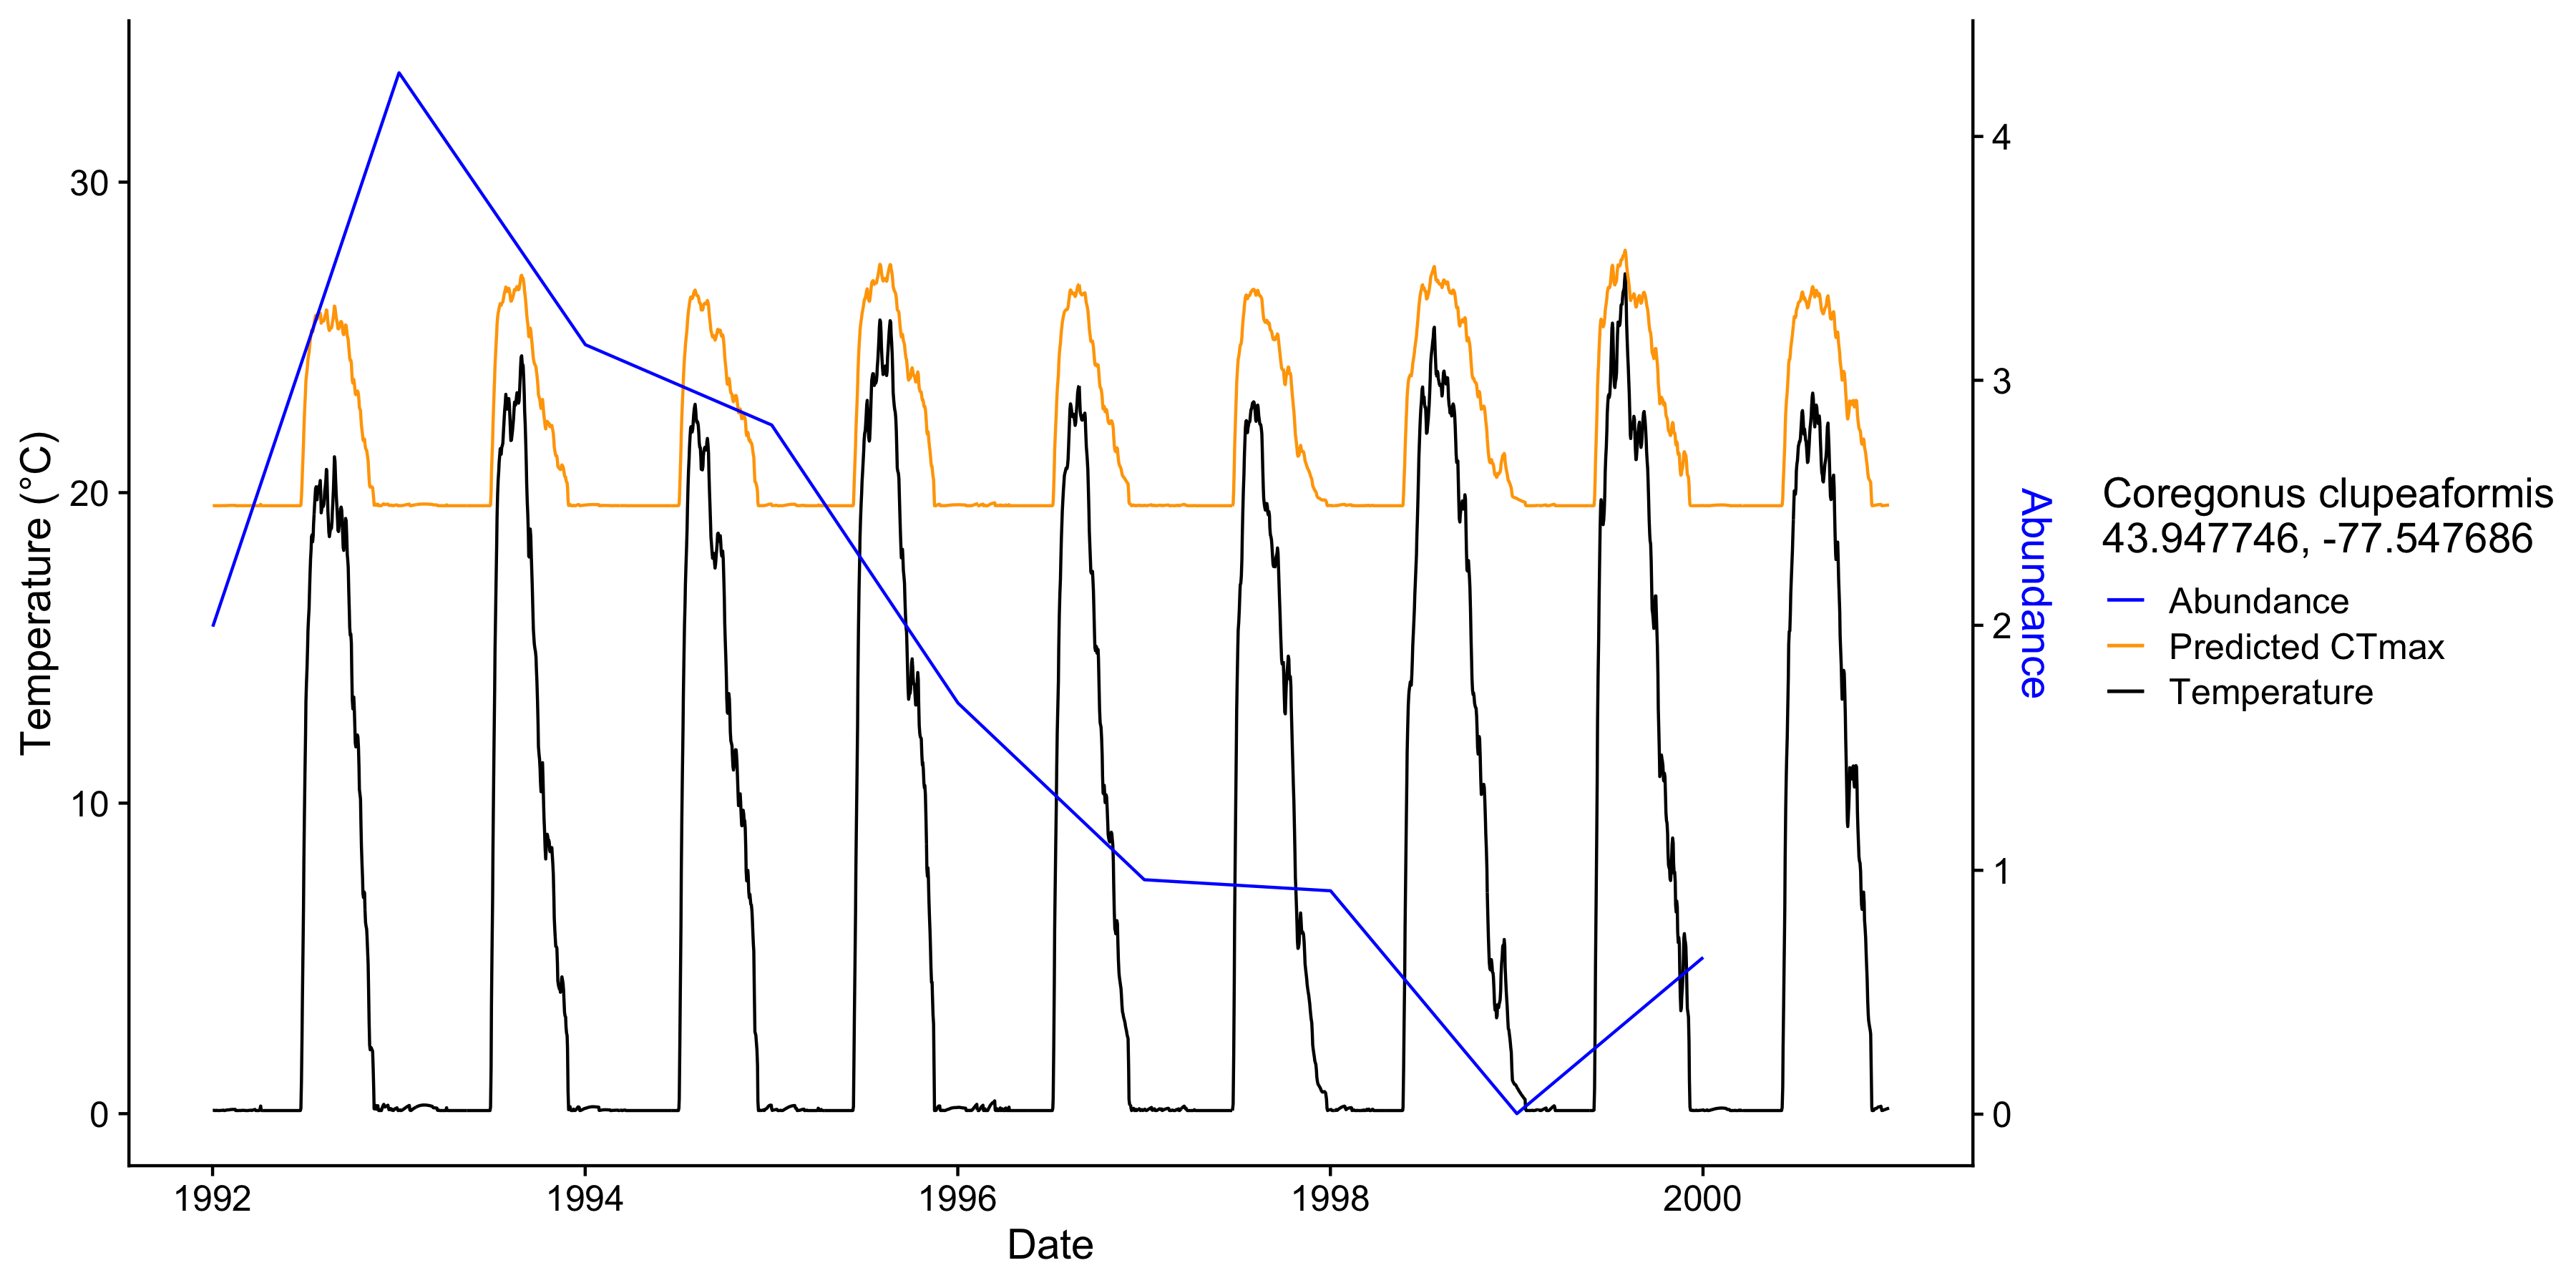 Temperature (°C)
30
20
10
0
1992
1994
1996
1998
2000
Date
4
3
2
1
0
Abundance
Coregonus clupeaformis
43.947746, -77.547686
Abundance
Predicted CTmax
Temperature